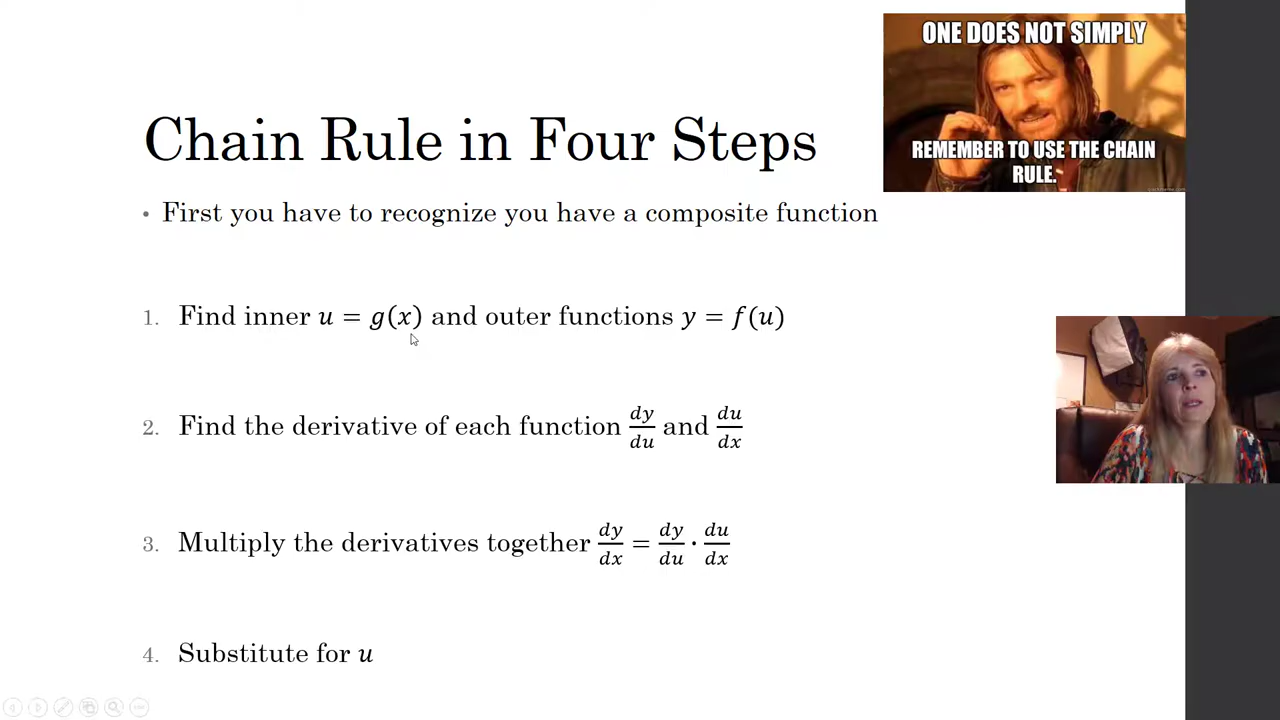 ONE DOES NOT SIMPLY
REMEMBER TO USE THE CHAIN
RULE.
Chain Rule in Four Steps
• First you have to recognize you have a composite function
1. Find inner u = g(x) and outer functions y = f(u)
2. Find the derivative of each function dy/du and du/dx
3. Multiply the derivatives together dy/dx = dy/du · du/dx
4. Substitute for u